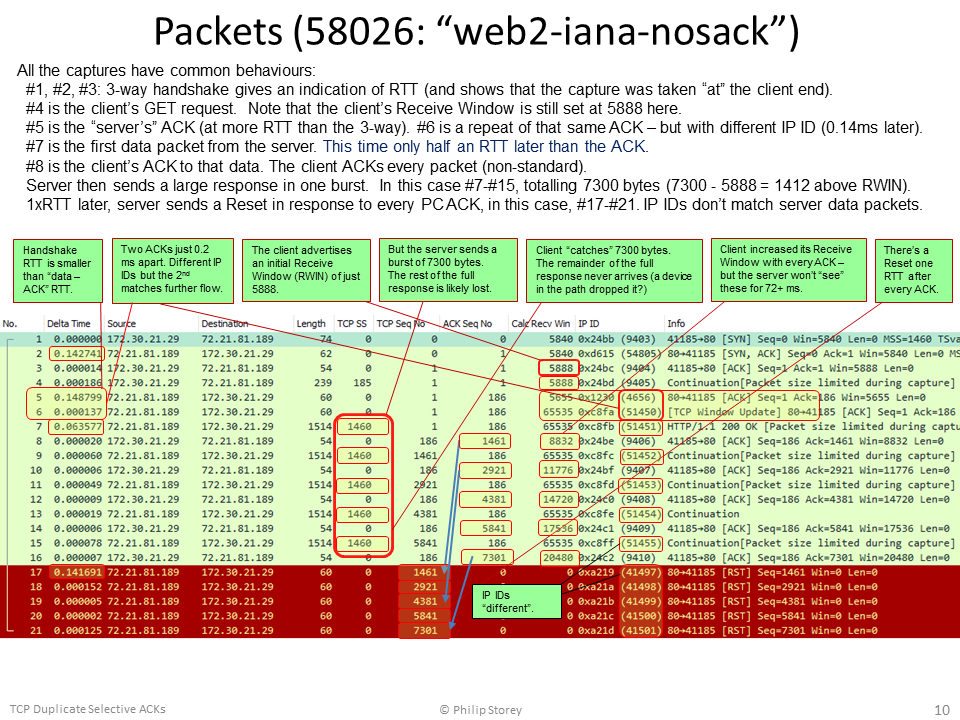 Packets (58026: “web2-iana-nosack”)
All the captures have common behaviours:
#1, #2, #3: 3-way handshake gives an indication of RTT (and shows that the capture was taken “at” the client end).
#4 is the client’s GET request. Note that the client’s Receive Window is still set at 5888 here.
#5 is the “server’s” ACK (at more RTT than the 3-way). #6 is a repeat of that same ACK – but with different IP ID (0.14ms later).
#7 is the first data packet from the server. This time only half an RTT later than the ACK.
#8 is the client’s ACK to that data. The client ACKs every packet (non-standard).
Server then sends a large response in one burst. In this case #7-#15, totalling 7300 bytes (7300 - 5888 = 1412 above RWIN).
1xRTT later, server sends a Reset in response to every PC ACK, in this case, #17-#21. IP IDs don’t match server data packets.
Handshake
RTT is smaller
than “data –
ACK” RTT.
Two ACKs just 0.2
ms apart. Different IP
IDs but the 2nd
matches further flow.
The client advertises
an initial Receive
Window (RWIN) of just
5888.
But the server sends a
burst of 7300 bytes.
The rest of the full
response is likely lost.
Client “catches” 7300 bytes.
The remainder of the full
response never arrives (a device
in the path dropped it?)
Client increased its Receive
Window with every ACK –
but the server won’t “see”
these for 72+ ms.
There’s a
Reset one
RTT after
every ACK.
No. Delta Time Source Destination Length TCP SS TCP Seq No ACK Seq No Calc Recv Win IP ID Info
1 0.000000 172.30.21.29 72.21.81.189 74 0 0 0 5840 0x24bb (9403) 41185→80 [SYN] Seq=0 Win=5840 Len=0 MSS=1460 TSva
2 0.142741 72.21.81.189 172.30.21.29 62 0 0 1 5840 0xd615 (54805) 80→41185 [SYN, ACK] Seq=0 Ack=1 Win=5840 Len=0 MS
3 0.000014 172.30.21.29 72.21.81.189 54 0 1 1 5888 0x24bc (9404) 41185→80 [ACK] Seq=1 Ack=1 Win=5888 Len=0
4 0.000186 172.30.21.29 72.21.81.189 239 185 1 1 5888 0x24bd (9405) Continuation[Packet size limited during capture]
5 0.148799 72.21.81.189 172.30.21.29 60 0 1 186 5655 0x1230 (4656) 80→41185 [ACK] Seq=1 Ack=186 Win=5655 Len=0
6 0.000137 72.21.81.189 172.30.21.29 60 0 1 186 65535 0xc8fa (51450) [TCP Window Update] 80→41185 [ACK] Seq=1 Ack=186
7 0.063577 72.21.81.189 172.30.21.29 1514 1460 1 186 65535 0xc8fb (51451) HTTP/1.1 200 OK [Packet size limited during captur
8 0.000020 172.30.21.29 72.21.81.189 54 0 186 1461 8832 0x24be (9406) 41185→80 [ACK] Seq=186 Ack=1461 Win=8832 Len=0
9 0.000060 72.21.81.189 172.30.21.29 1514 1460 1461 186 65535 0xc8fc (51452) Continuation[Packet size limited during capture]
10 0.000006 172.30.21.29 72.21.81.189 54 0 186 2921 11776 0x24bf (9407) 41185→80 [ACK] Seq=186 Ack=2921 Win=11776 Len=0
11 0.000049 72.21.81.189 172.30.21.29 1514 1460 2921 186 65535 0xc8fd (51453) Continuation[Packet size limited during capture]
12 0.000009 172.30.21.29 72.21.81.189 54 0 186 4381 14720 0x24c0 (9408) 41185→80 [ACK] Seq=186 Ack=4381 Win=14720 Len=0
13 0.000019 72.21.81.189 172.30.21.29 1514 1460 4381 186 65535 0xc8fe (51454) Continuation
14 0.000006 172.30.21.29 72.21.81.189 54 0 186 5841 17536 0x24c1 (9409) 41185→80 [ACK] Seq=186 Ack=5841 Win=17536 Len=0
15 0.000078 72.21.81.189 172.30.21.29 1514 1460 5841 186 65535 0xc8ff (51455) Continuation[Packet size limited during capture]
16 0.000007 172.30.21.29 72.21.81.189 54 0 186 7301 20480 0x24c2 (9410) 41185→80 [ACK] Seq=186 Ack=7301 Win=20480 Len=0
17 0.141691 72.21.81.189 172.30.21.29 60 0 1461 0 0 0xa219 (41497) 80→41185 [RST] Seq=1461 Win=0 Len=0
18 0.000152 72.21.81.189 172.30.21.29 60 0 2921 0 0 0xa21a (41498) 80→41185 [RST] Seq=2921 Win=0 Len=0
19 0.000005 72.21.81.189 172.30.21.29 60 0 4381 0xa21b (41499) 80→41185 [RST] Seq=4381 Win=0 Len=0
20 0.000002 72.21.81.189 172.30.21.29 60 0 5841 0xa21c (41500) 80→41185 [RST] Seq=5841 Win=0 Len=0
21 0.000125 72.21.81.189 172.30.21.29 60 0 7301 0 0 0xa21d (41501) 80→41185 [RST] Seq=7301 Win=0 Len=0
IP IDs
“different”.
TCP Duplicate Selective ACKs
© Philip Storey
10